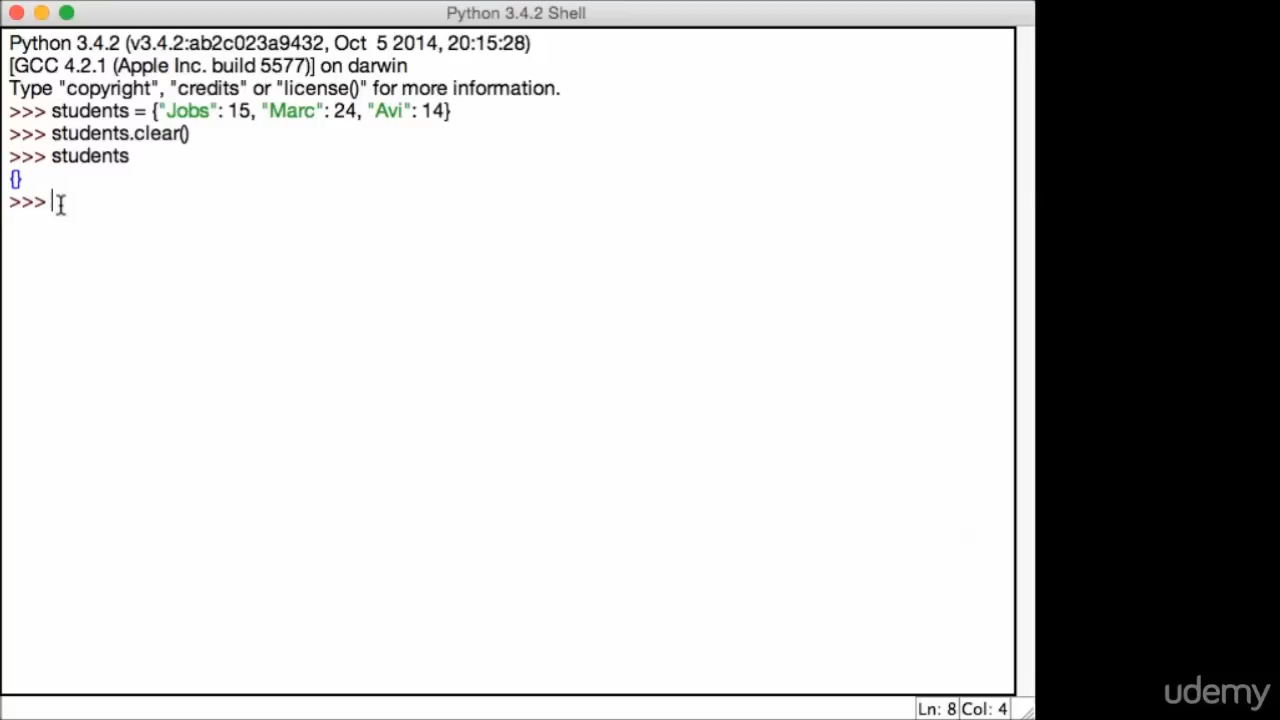 Python 3.4.2 Shell
Python 3.4.2 (v3.4.2:ab2c023a9432, Oct  5 2014, 20:15:28)
[GCC 4.2.1 (Apple Inc. build 5577)] on darwin
Type "copyright", "credits" or "license()" for more information.
>>> students = {"Jobs": 15, "Marc": 24, "Avi": 14}
>>> students.clear()
>>> students
{}
>>>
udemy
Ln: 8 Col: 4